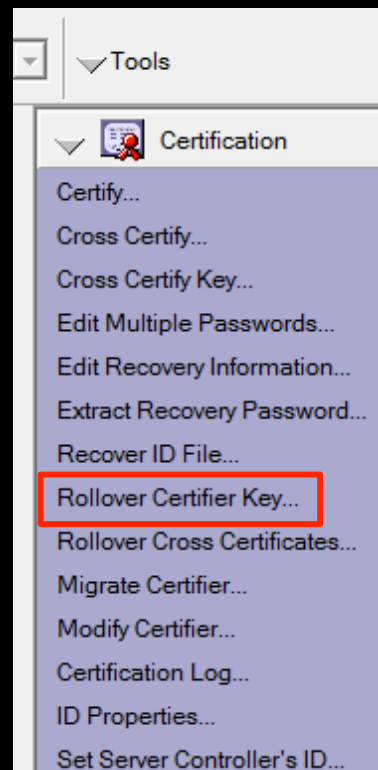 Tools
Certification
Certify...
Cross Certify...
Cross Certify Key...
Edit Multiple Passwords...
Edit Recovery Information...
Extract Recovery Password...
Recover ID File...
Rollover Certifier Key...
Rollover Cross Certificates...
Migrate Certifier...
Modify Certifier...
Certification Log...
ID Properties...
Set Server Controller's ID...